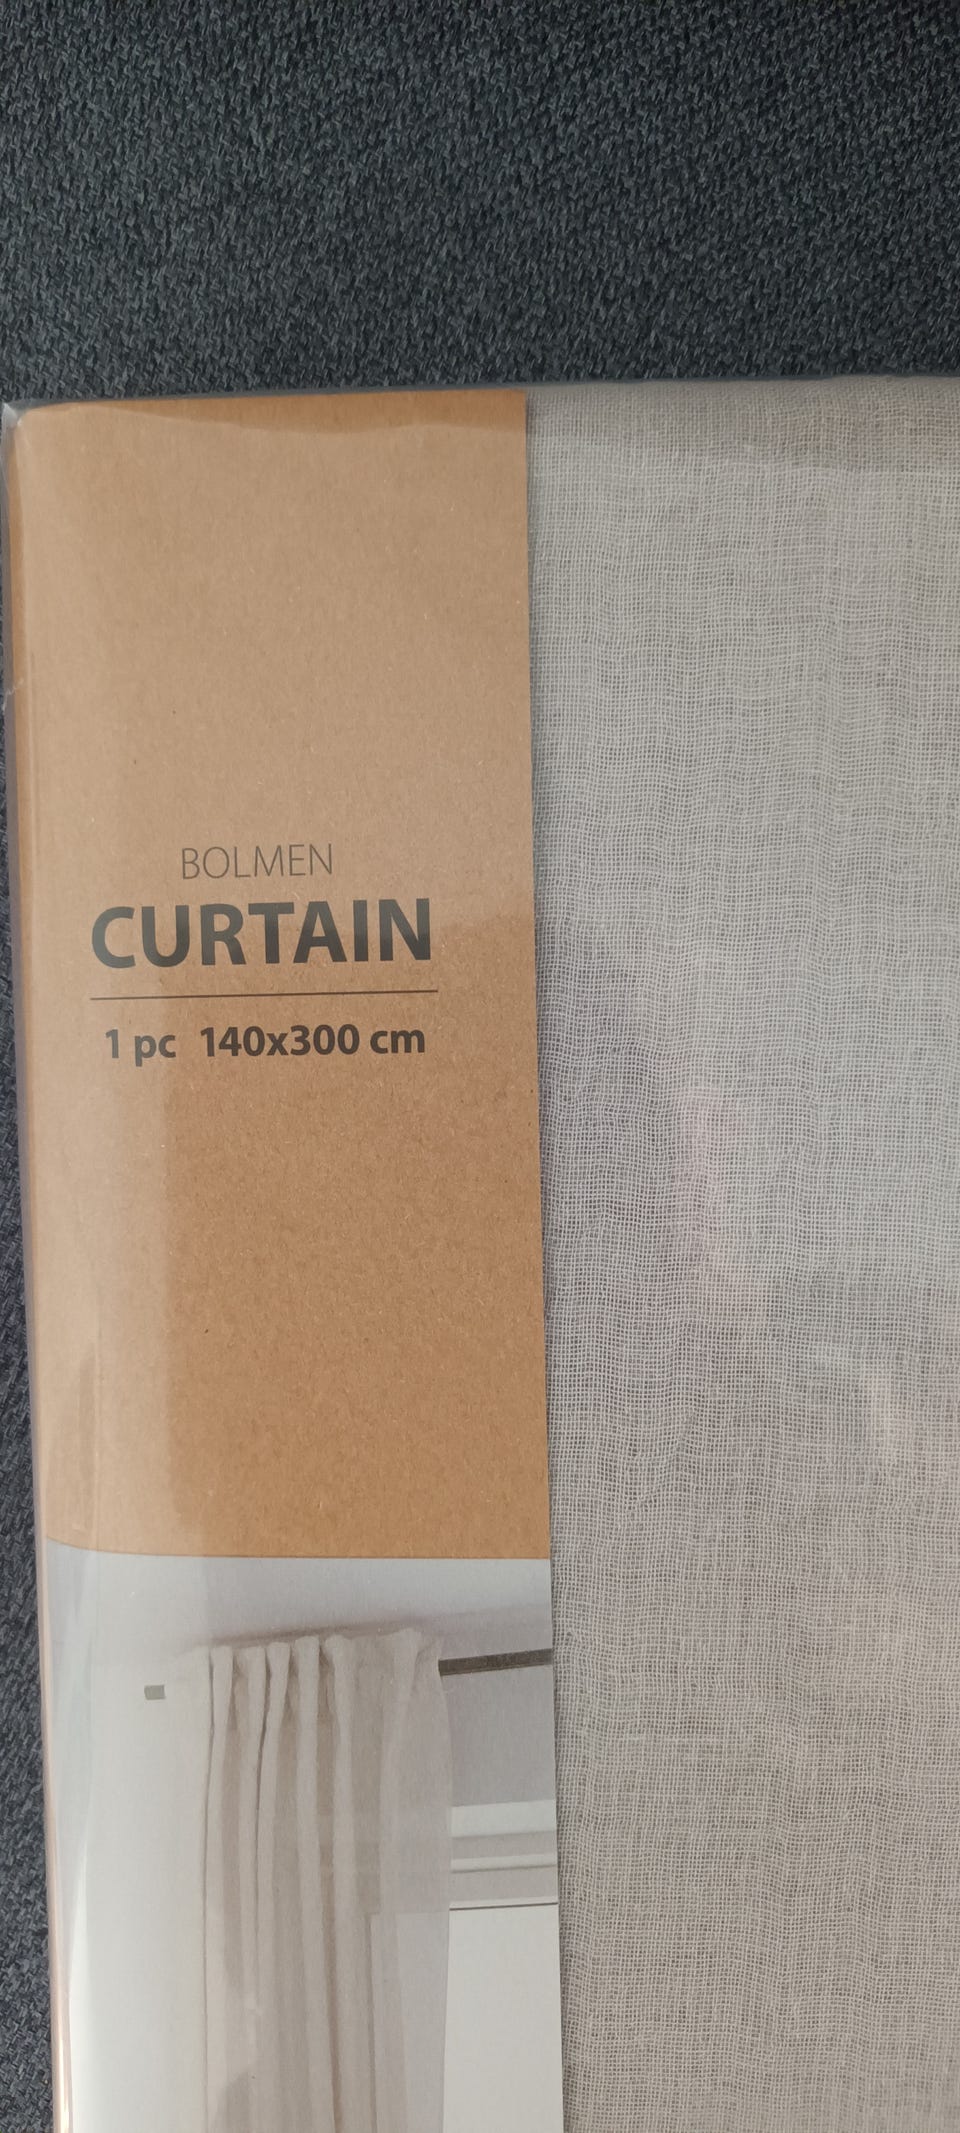 BOLMEN
CURTAIN
1 pc 140x300 cm